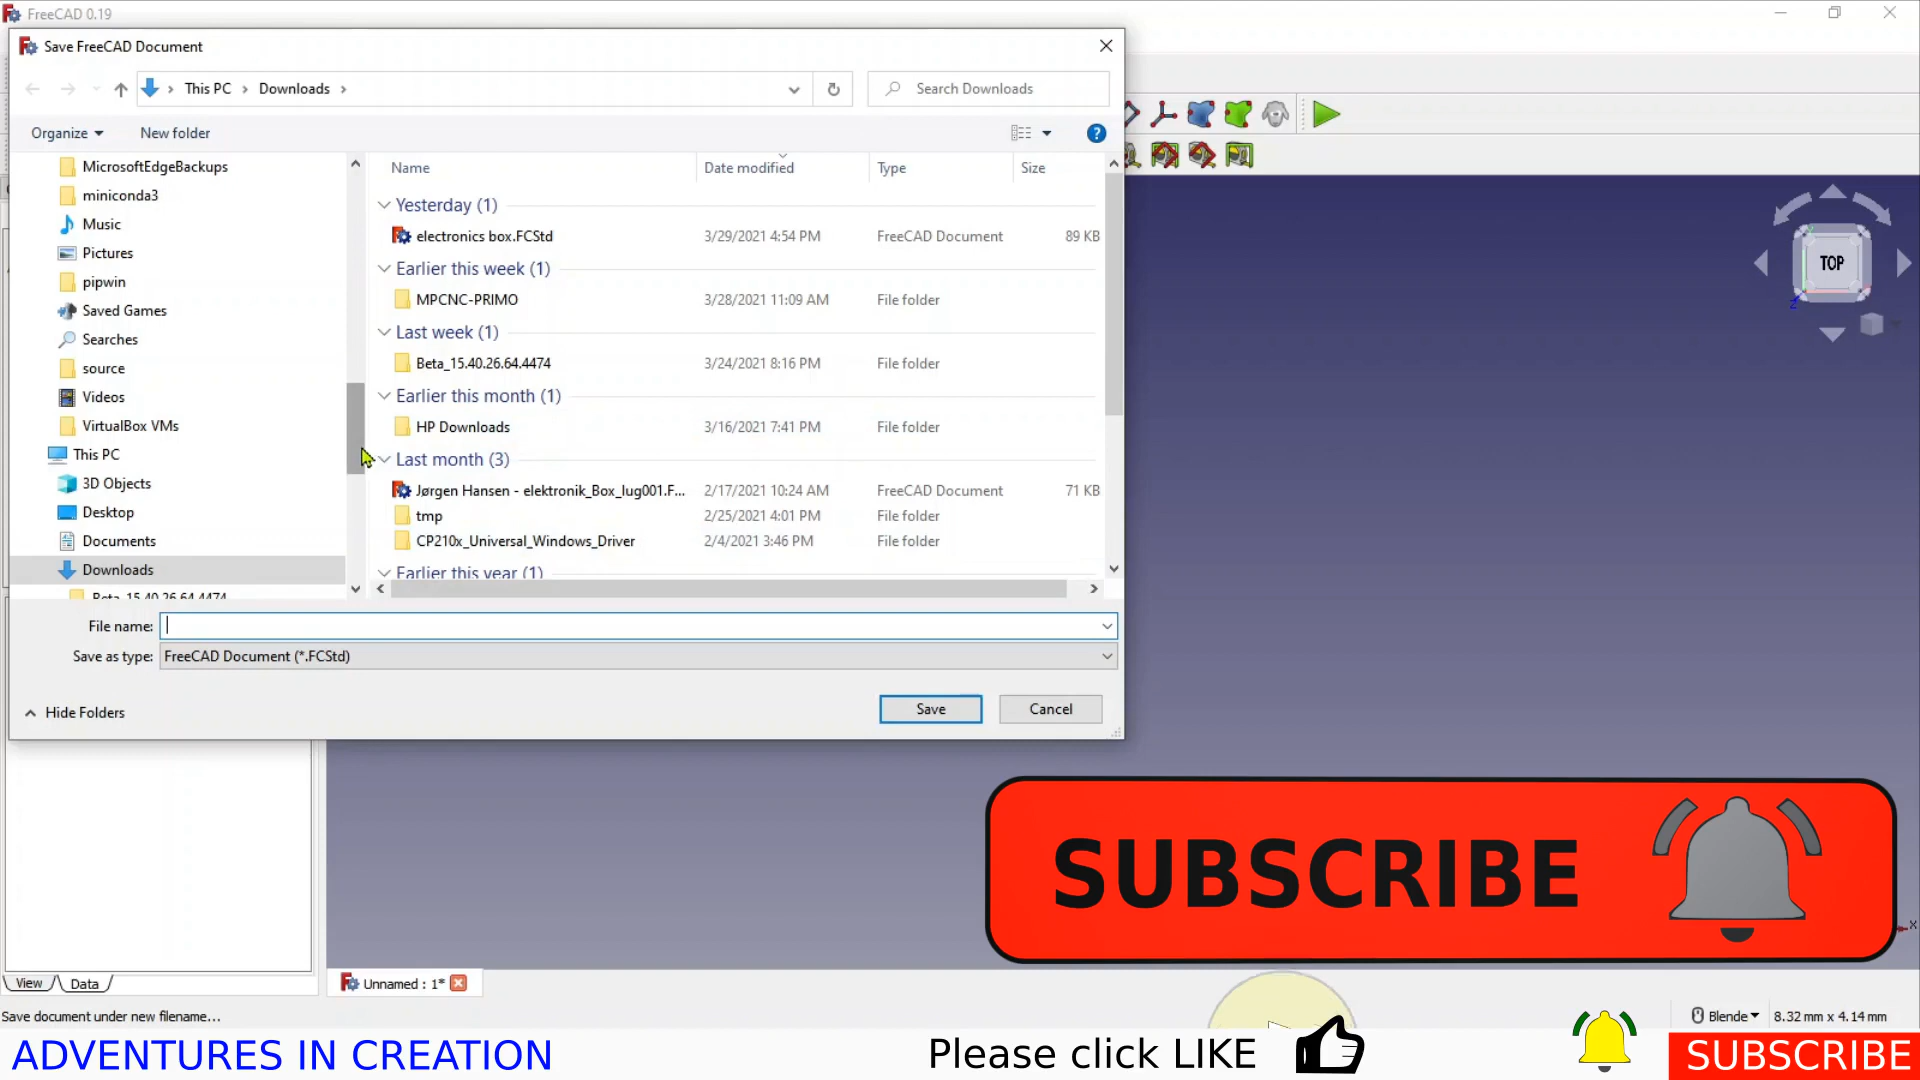 FreeCAD 0.19
Save FreeCAD Document
This PC
Downloads
Search Downloads
Organize
New folder
MicrosoftEdgeBackups
miniconda3
Music
Pictures
pipwin
Saved Games
Searches
source
Videos
VirtualBox VMs
This PC
3D Objects
Desktop
Documents
Downloads
Beta_15.40.26.64.4474
Name Date modified Type Size
Yesterday (1)
electronics box.FCStd 3/29/2021 4:54 PM FreeCAD Document 89 KB
Earlier this week (1)
MPCNC-PRIMO 3/28/2021 11:09 AM File folder
Last week (1)
Beta_15.40.26.64.4474 3/24/2021 8:16 PM File folder
Earlier this month (1)
HP Downloads 3/16/2021 7:41 PM File folder
Last month (3)
Jørgen Hansen - elektronik_Box_lug001.F... 2/17/2021 10:24 AM FreeCAD Document 71 KB
tmp 2/25/2021 4:01 PM File folder
CP210x_Universal_Windows_Driver 2/4/2021 3:46 PM File folder
Earlier this year (1)
File name:
Save as type: FreeCAD Document (*.FCStd)
Hide Folders
Save
Cancel
TOP
Z
X
SUBSCRIBE
View
Data
Unnamed : 1*
Save document under new filename...
Blende
8.32 mm x 4.14 mm
ADVENTURES IN CREATION
Please click LIKE
SUBSCRIBE